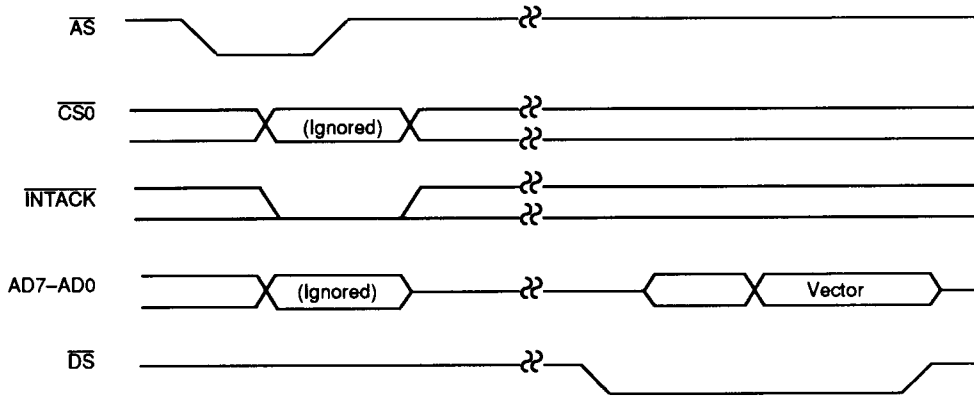 AS
CS0
(Ignored)
INTACK
AD7–AD0
(Ignored)
Vector
DS